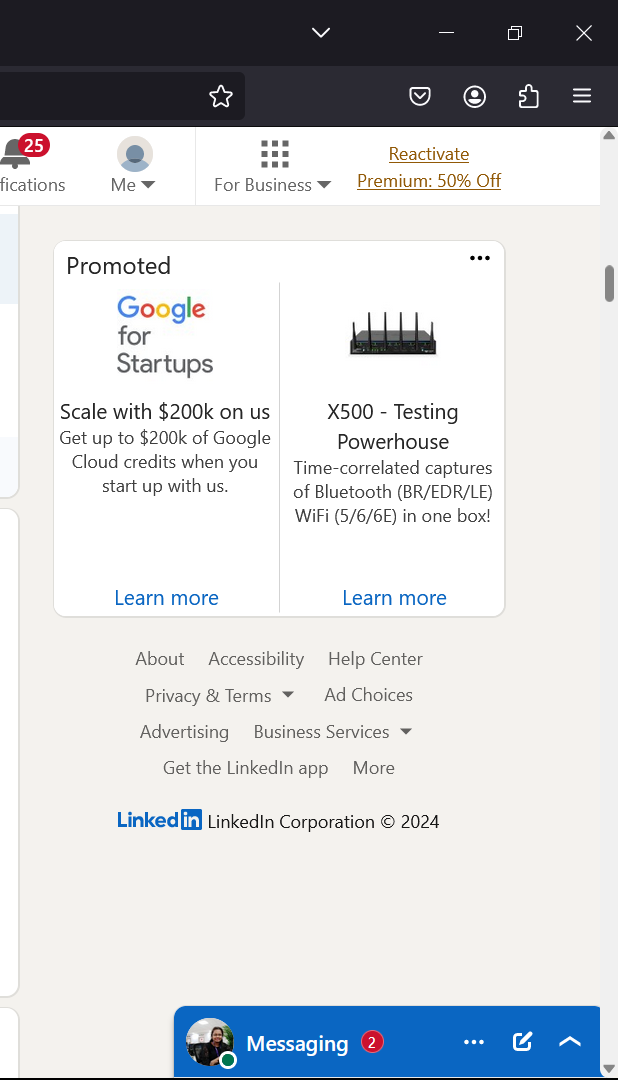 25
fications
Me
For Business
Reactivate
Premium: 50% Off
Promoted
Google
for
Startups
Scale with $200k on us
Get up to $200k of Google
Cloud credits when you
start up with us.
Learn more
X500 - Testing
Powerhouse
Time-correlated captures
of Bluetooth (BR/EDR/LE)
WiFi (5/6/6E) in one box!
Learn more
About Accessibility Help Center
Privacy & Terms Ad Choices
Advertising Business Services
Get the LinkedIn app More
LinkedIn LinkedIn Corporation © 2024
Messaging 2